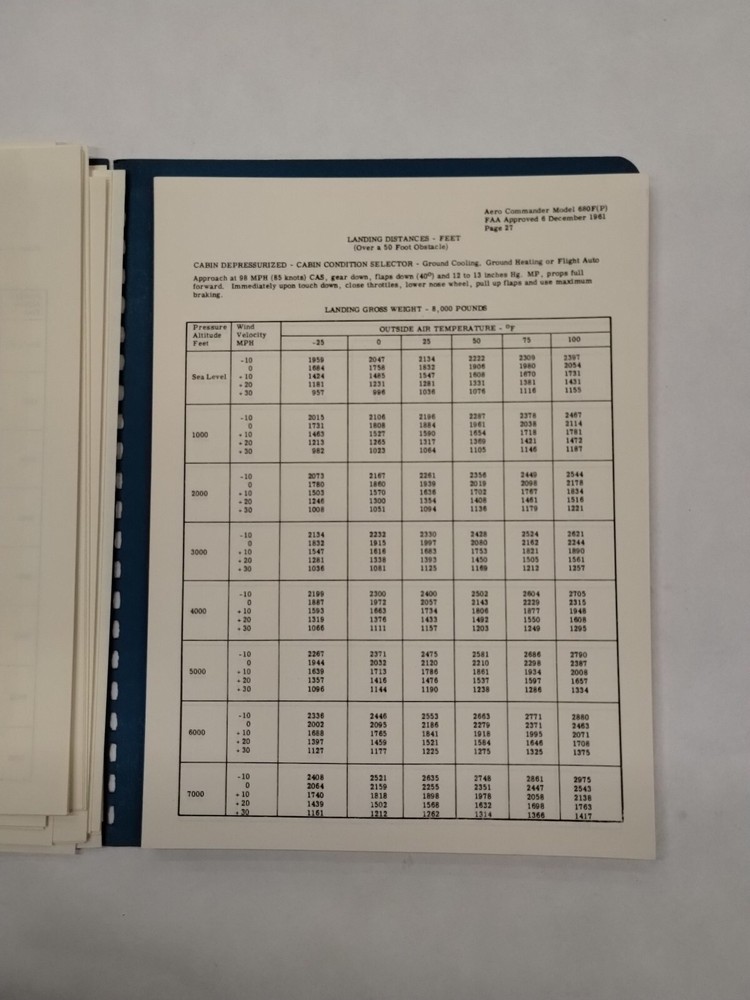 Aero Commander Model 680F(P)
FAA Approved 6 December 1961
Page 27
LANDING DISTANCES - FEET
(Over a 50 Foot Obstacle)
CABIN DEPRESSURIZED - CABIN CONDITION SELECTOR - Ground Cooling, Ground Heating or Flight Auto
Approach at 98 MPH (85 knots) CAS, gear down, flaps down (40°) and 12 to 15 inches Hg. MP, props full
forward. Immediately upon touch down, close throttles, lower nose wheel, pull up flaps and use maximum
braking.
LANDING GROSS WEIGHT - 8,000 POUNDS
Pressure Altitude Feet Wind Velocity MPH OUTSIDE AIR TEMPERATURE - °F
-25 0 25 50 75 100
-10 1959 2047 2134 2222 2309 2397
0 1684 1758 1832 1906 1980 2054
Sea Level +10 1424 1485 1547 1608 1670 1731
+20 1181 1231 1281 1331 1381 1431
+30 957 996 1036 1076 1116 1155
-10 2015 2106 2196 2287 2378 2467
0 1731 1808 1884 1961 2038 2114
1000 +10 1463 1527 1590 1654 1718 1781
+20 1213 1265 1317 1369 1421 1472
+30 982 1023 1064 1105 1146 1187
-10 2073 2167 2261 2356 2449 2544
0 1780 1860 1939 2019 2098 2178
2000 +10 1503 1570 1636 1702 1767 1834
+20 1246 1300 1354 1408 1461 1516
+30 1008 1051 1094 1136 1179 1221
-10 2134 2232 2330 2428 2524 2621
0 1832 1915 1997 2080 2162 2244
3000 +10 1547 1616 1683 1753 1821 1890
+20 1281 1338 1393 1450 1505 1561
+30 1036 1081 1125 1169 1212 1257
-10 2199 2300 2400 2502 2604 2705
0 1887 1972 2057 2143 2229 2315
4000 +10 1593 1663 1734 1806 1877 1948
+20 1319 1376 1433 1492 1550 1608
+30 1066 1111 1157 1203 1249 1295
-10 2267 2371 2475 2581 2686 2790
0 1944 2032 2120 2210 2298 2387
5000 +10 1639 1713 1786 1861 1934 2008
+20 1357 1416 1476 1537 1597 1657
+30 1096 1144 1190 1238 1286 1334
-10 2336 2446 2553 2663 2771 2880
0 2002 2095 2186 2279 2371 2463
6000 +10 1688 1765 1841 1918 1995 2071
+20 1397 1459 1521 1584 1646 1708
+30 1127 1177 1225 1275 1325 1375
-10 2408 2521 2635 2748 2861 2975
0 2064 2159 2255 2351 2447 2543
7000 +10 1740 1818 1898 1978 2058 2138
+20 1439 1502 1568 1632 1698 1763
+30 1161 1212 1262 1314 1366 1417